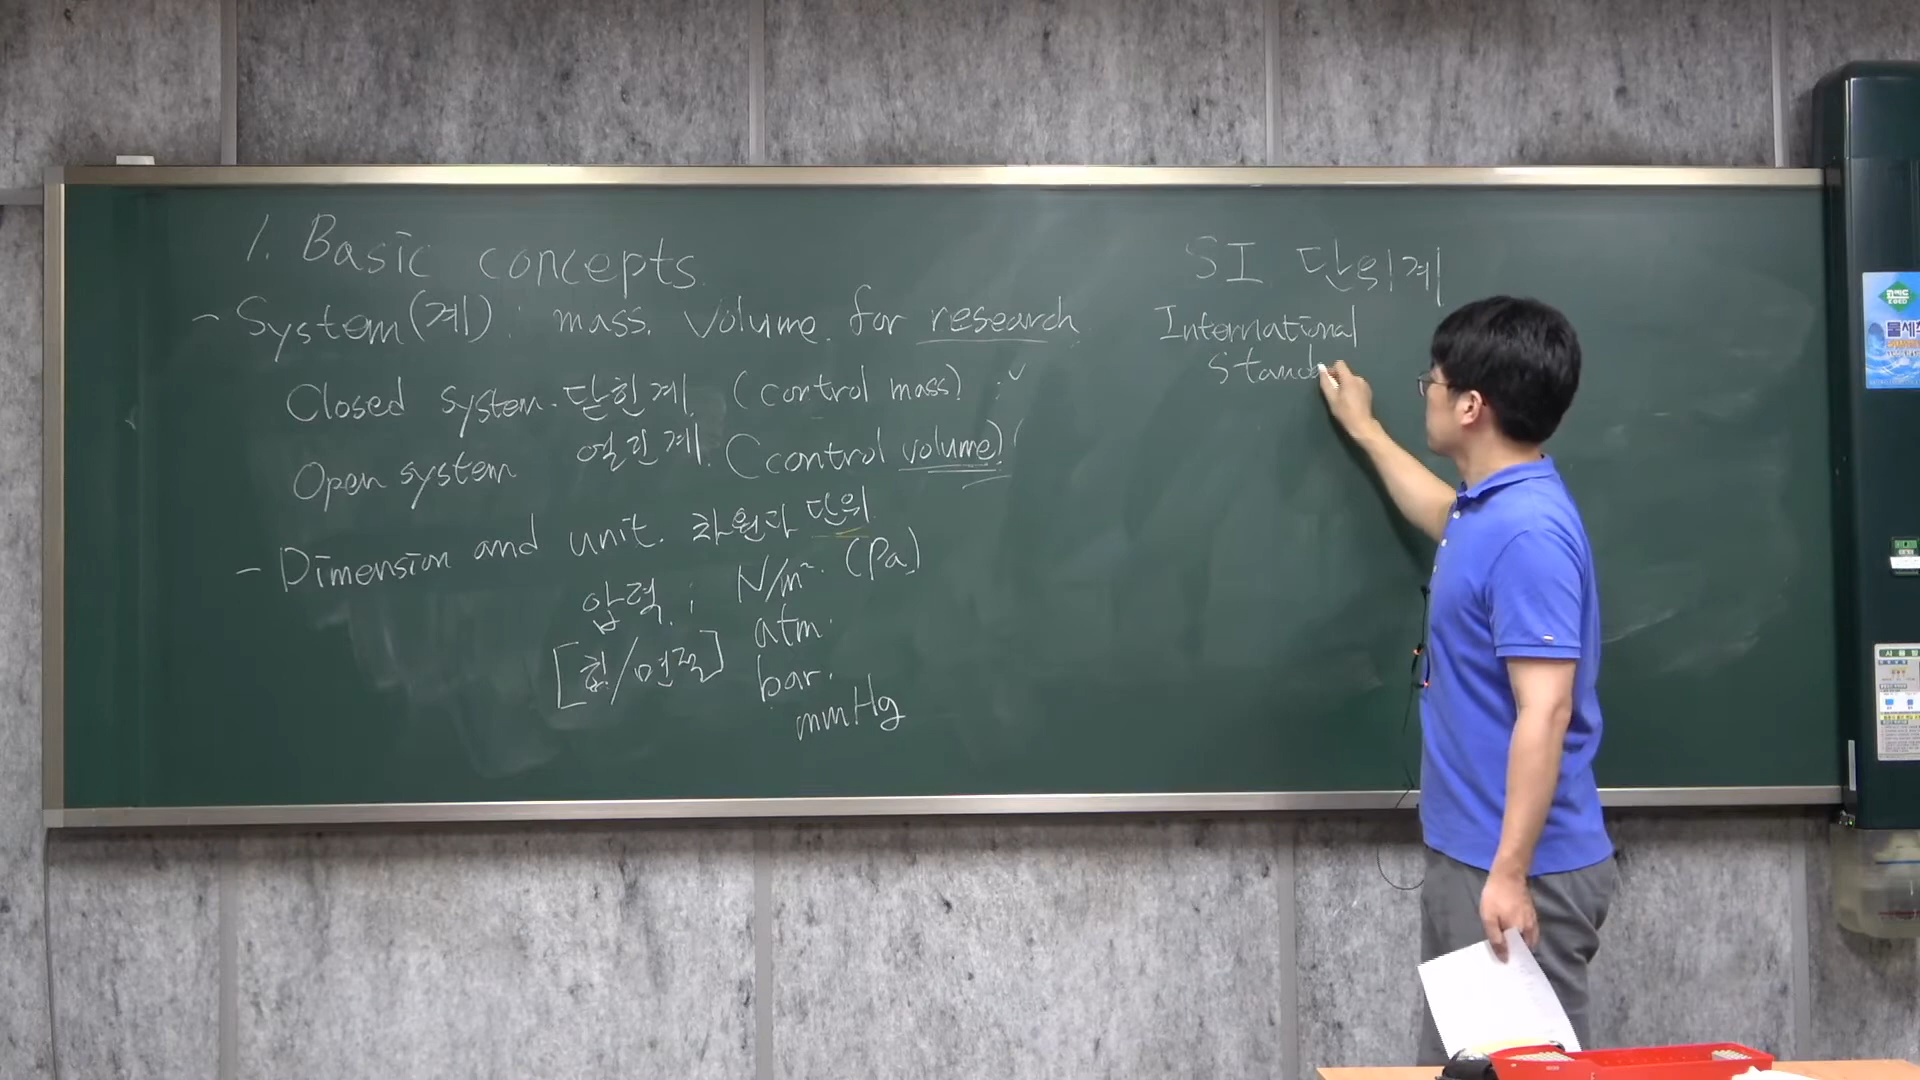 1. Basic concepts
- System(계) : mass. Volume. for research
Closed system. 닫힌계. (control mass) :
Open system 열린계. (control volume)
- Dimension and unit. 차원과 단위
압력 : N/m². (Pa)
atm.
[힘/면적] bar.
mmHg
SI 단위계
International
Stand